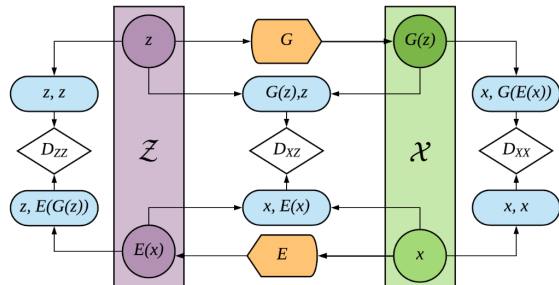 z
G
G(z)
z, z
G(z),z
x, G(E(x))
D_ZZ
𝒵
D_XZ
𝒳
D_XX
z, E(G(z))
x, E(x)
x, x
E(x)
E
x